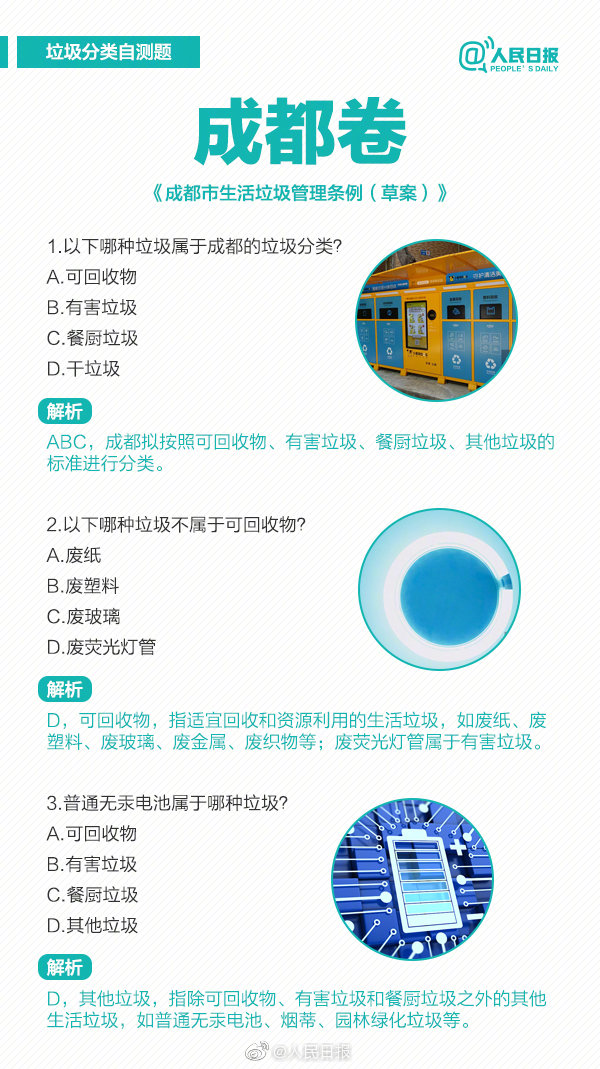 垃圾分类自测题
@人民日报
PEOPLE'S DAILY
成都卷
《成都市生活垃圾管理条例（草案）》
1.以下哪种垃圾属于成都的垃圾分类？
A.可回收物
B.有害垃圾
C.餐厨垃圾
D.干垃圾
解析
ABC，成都拟按照可回收物、有害垃圾、餐厨垃圾、其他垃圾的
标准进行分类。
2.以下哪种垃圾不属于可回收物？
A.废纸
B.废塑料
C.废玻璃
D.废荧光灯管
解析
D，可回收物，指适宜回收和资源利用的生活垃圾，如废纸、废
塑料、废玻璃、废金属、废织物等；废荧光灯管属于有害垃圾。
3.普通无汞电池属于哪种垃圾？
A.可回收物
B.有害垃圾
C.餐厨垃圾
D.其他垃圾
解析
D，其他垃圾，指除可回收物、有害垃圾和餐厨垃圾之外的其他
生活垃圾，如普通无汞电池、烟蒂、园林绿化垃圾等。
@人民日报